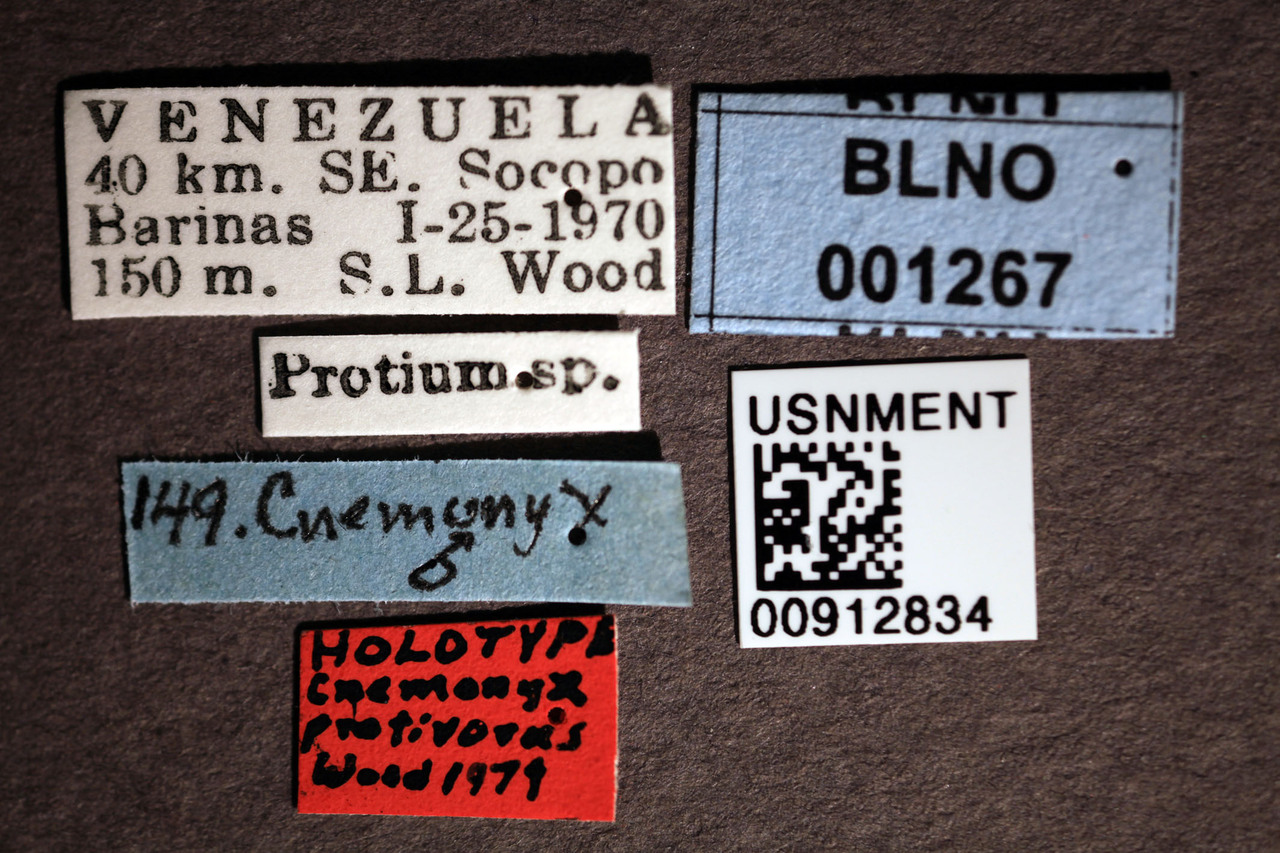 VENEZUELA
40 km. SE. Socopo
Barinas I-25-1970
150 m. S.L. Wood
Protium sp.
149. Cnemonyx
♂
HOLOTYPE
Cnemonyx
protivorus
Wood 1979
BLNO
001267
USNMENT
00912834